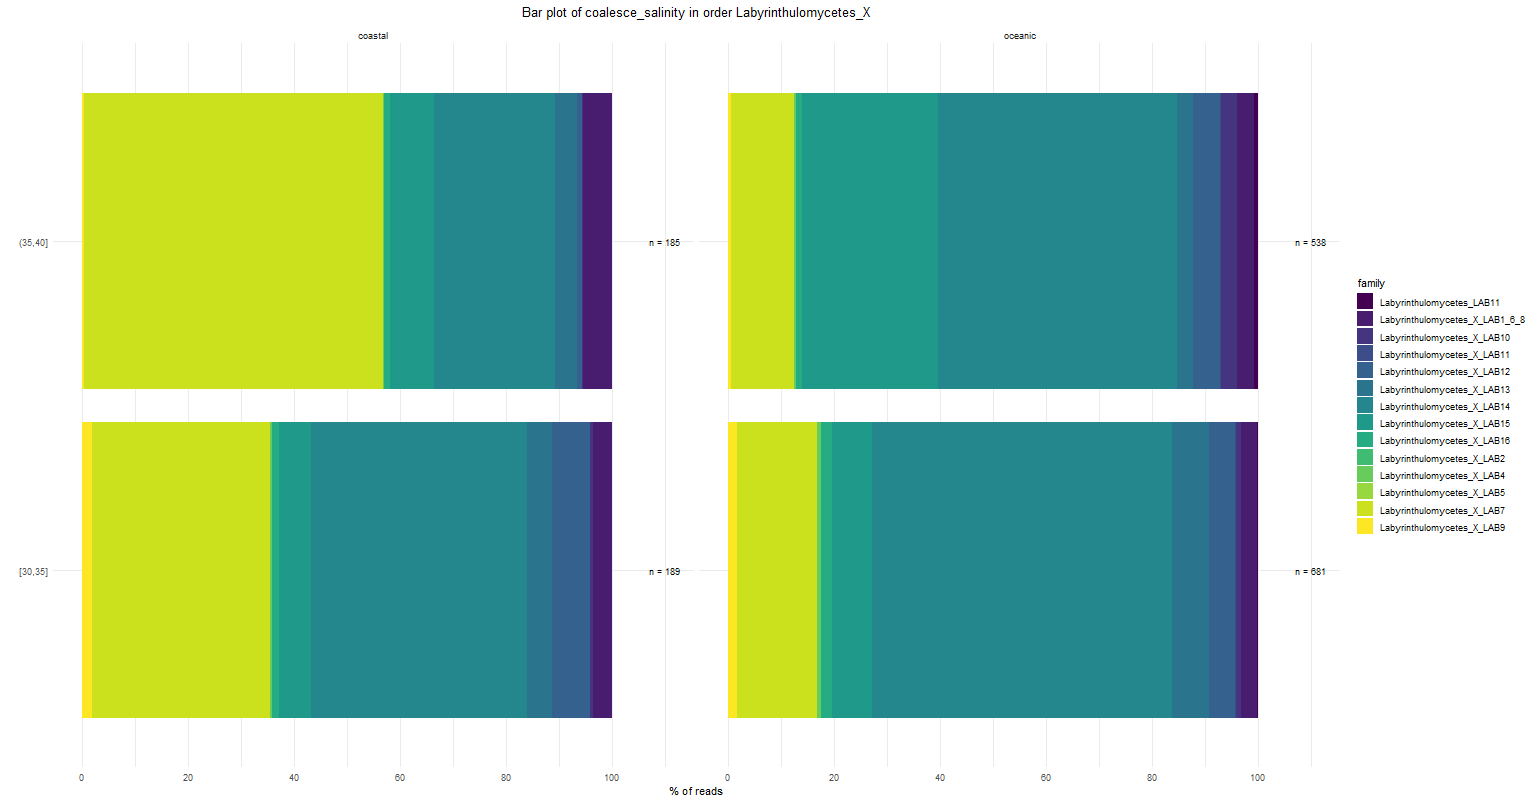 Bar plot of coalesce_salinity in order Labyrinthulomycetes_X
coastal
oceanic
(35,40]
n = 185
n = 538
[30,35]
n = 189
n = 681
0 20 40 60 80 100
0 20 40 60 80 100
% of reads
family
Labyrinthulomycetes_LAB11
Labyrinthulomycetes_X_LAB1_6_8
Labyrinthulomycetes_X_LAB10
Labyrinthulomycetes_X_LAB11
Labyrinthulomycetes_X_LAB12
Labyrinthulomycetes_X_LAB13
Labyrinthulomycetes_X_LAB14
Labyrinthulomycetes_X_LAB15
Labyrinthulomycetes_X_LAB16
Labyrinthulomycetes_X_LAB2
Labyrinthulomycetes_X_LAB4
Labyrinthulomycetes_X_LAB5
Labyrinthulomycetes_X_LAB7
Labyrinthulomycetes_X_LAB9